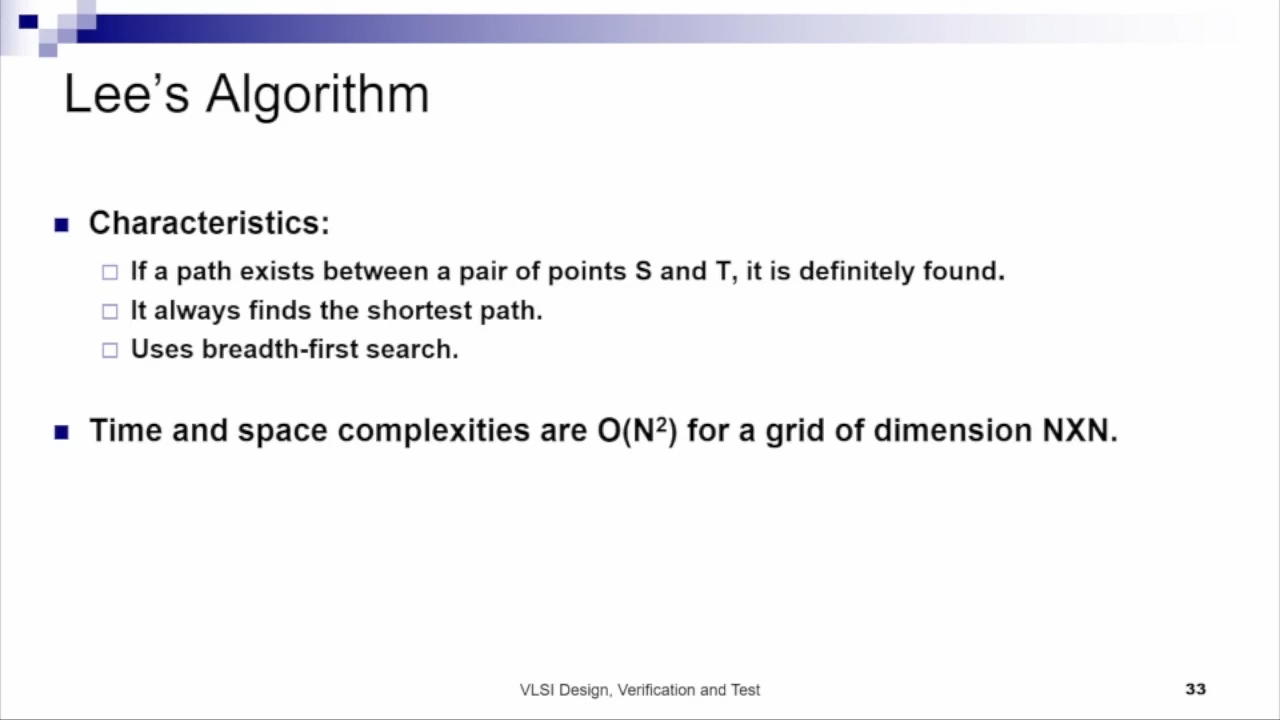 Lee's Algorithm
Characteristics:
If a path exists between a pair of points S and T, it is definitely found.
It always finds the shortest path.
Uses breadth-first search.
Time and space complexities are O(N²) for a grid of dimension NXN.
VLSI Design, Verification and Test
33